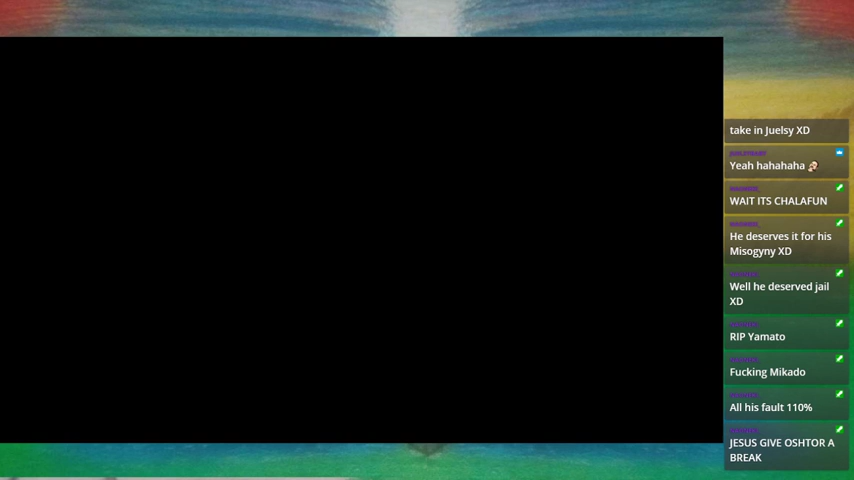 take in Juelsy XD
Yeah hahahaha
WAIT ITS CHALAFUN
He deserves it for his
Misogyny XD
Well he deserved jail
XD
RIP Yamato
Fucking Mikado
All his fault 110%
JESUS GIVE OSHTOR A
BREAK